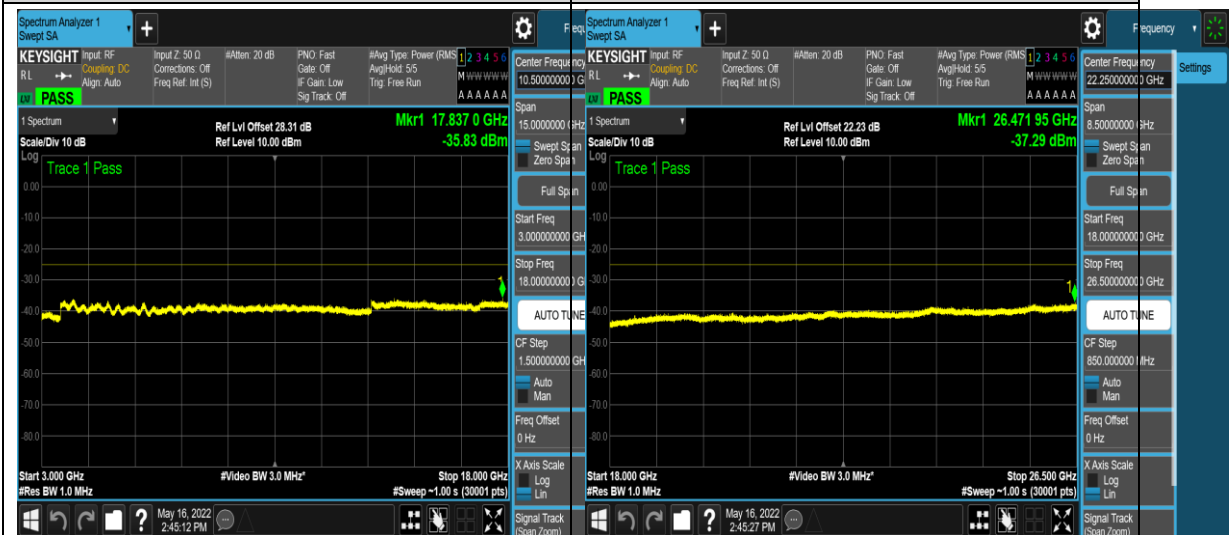 Spectrum Analyzer 1
Swept SA
+
KEYSIGHT
RL
Input: RF
Coupling: DC
Align: Auto
Input Z: 50 Ω
Corrections: Off
Freq Ref: Int (S)
#Atten: 20 dB
PNO: Fast
Gate: Off
IF Gain: Low
Sig Track: Off
#Avg Type: Power (RMS
Avg|Hold: 5/5
Trig: Free Run
1 2 3 4 5 6
M W W W W W
A A A A A A
PASS
1 Spectrum
Scale/Div 10 dB
Ref Lvl Offset 28.31 dB
Ref Level 10.00 dBm
Mkr1 17.837 0 GHz
-35.83 dBm
Log
Trace 1 Pass
0.00
-10.0
-20.0
-30.0
-40.0
-50.0
-60.0
-70.0
-80.0
1
Start 3.000 GHz
#Res BW 1.0 MHz
#Video BW 3.0 MHz*
Stop 18.000 GHz
#Sweep ~1.00 s (30001 pts)
May 16, 2022
2:45:12 PM
Center Frequency
10.50000000 G
Span
15.0000000 GHz
Swept Span
Zero Span
Full Span
Start Freq
3.000000000 GH
Stop Freq
18.00000000 G
AUTO TUNE
CF Step
1.500000000 GH
Auto
Man
Freq Offset
0 Hz
X Axis Scale
Log
Lin
Signal Track
(Span Zoom)
Spectrum Analyzer 1
Swept SA
+
KEYSIGHT
RL
Input: RF
Coupling: DC
Align: Auto
Input Z: 50 Ω
Corrections: Off
Freq Ref: Int (S)
#Atten: 20 dB
PNO: Fast
Gate: Off
IF Gain: Low
Sig Track: Off
#Avg Type: Power (RMS
Avg|Hold: 5/5
Trig: Free Run
1 2 3 4 5 6
M W W W W W
A A A A A A
PASS
1 Spectrum
Scale/Div 10 dB
Ref Lvl Offset 22.23 dB
Ref Level 10.00 dBm
Mkr1 26.471 95 GHz
-37.29 dBm
Log
Trace 1 Pass
0.00
-10.0
-20.0
-30.0
-40.0
-50.0
-60.0
-70.0
-80.0
1
Start 18.000 GHz
#Res BW 1.0 MHz
#Video BW 3.0 MHz*
Stop 26.500 GHz
#Sweep ~1.00 s (30001 pts)
May 16, 2022
2:45:27 PM
Frequency
Settings
Center Frequency
22.250000000 GHz
Span
8.50000000 GHz
Swept Span
Zero Span
Full Span
Start Freq
18.000000000 GHz
Stop Freq
26.500000000 GHz
AUTO TUNE
CF Step
850.000000 MHz
Auto
Man
Freq Offset
0 Hz
X Axis Scale
Log
Lin
Signal Track
(Span Zoom)